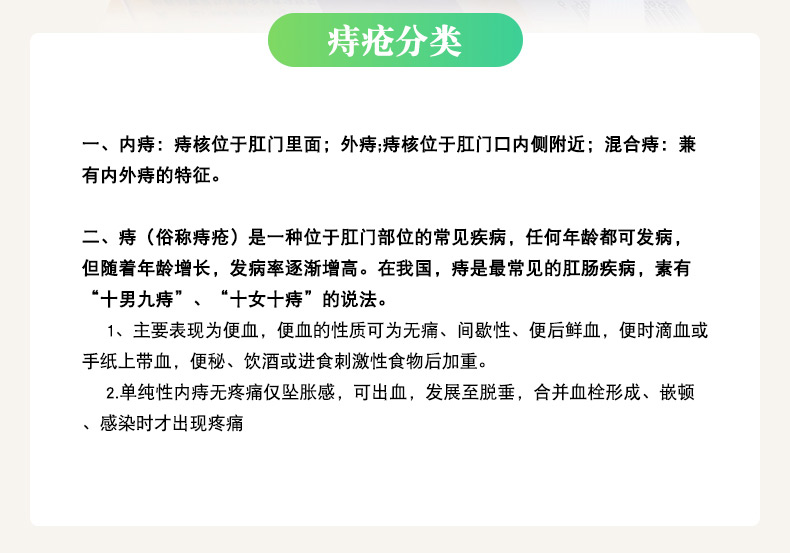 痔疮分类
一、内痔：痔核位于肛门里面；外痔;痔核位于肛门口内侧附近；混合痔：兼
有内外痔的特征。
二、痔（俗称痔疮）是一种位于肛门部位的常见疾病，任何年龄都可发病，
但随着年龄增长，发病率逐渐增高。在我国，痔是最常见的肛肠疾病，素有
“十男九痔”、“十女十痔”的说法。
1、主要表现为便血，便血的性质可为无痛、间歇性、便后鲜血，便时滴血或
手纸上带血，便秘、饮酒或进食刺激性食物后加重。
2.单纯性内痔无疼痛仅坠胀感，可出血，发展至脱垂，合并血栓形成、嵌顿
、感染时才出现疼痛